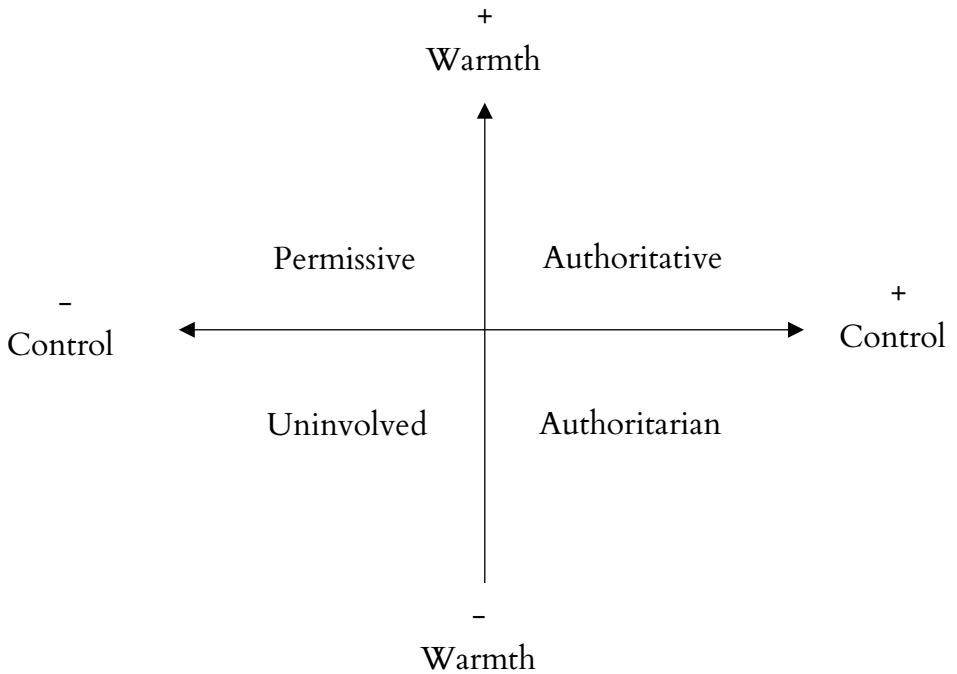 +
Warmth
Permissive
Authoritative
–
Control
+
Control
Uninvolved
Authoritarian
–
Warmth